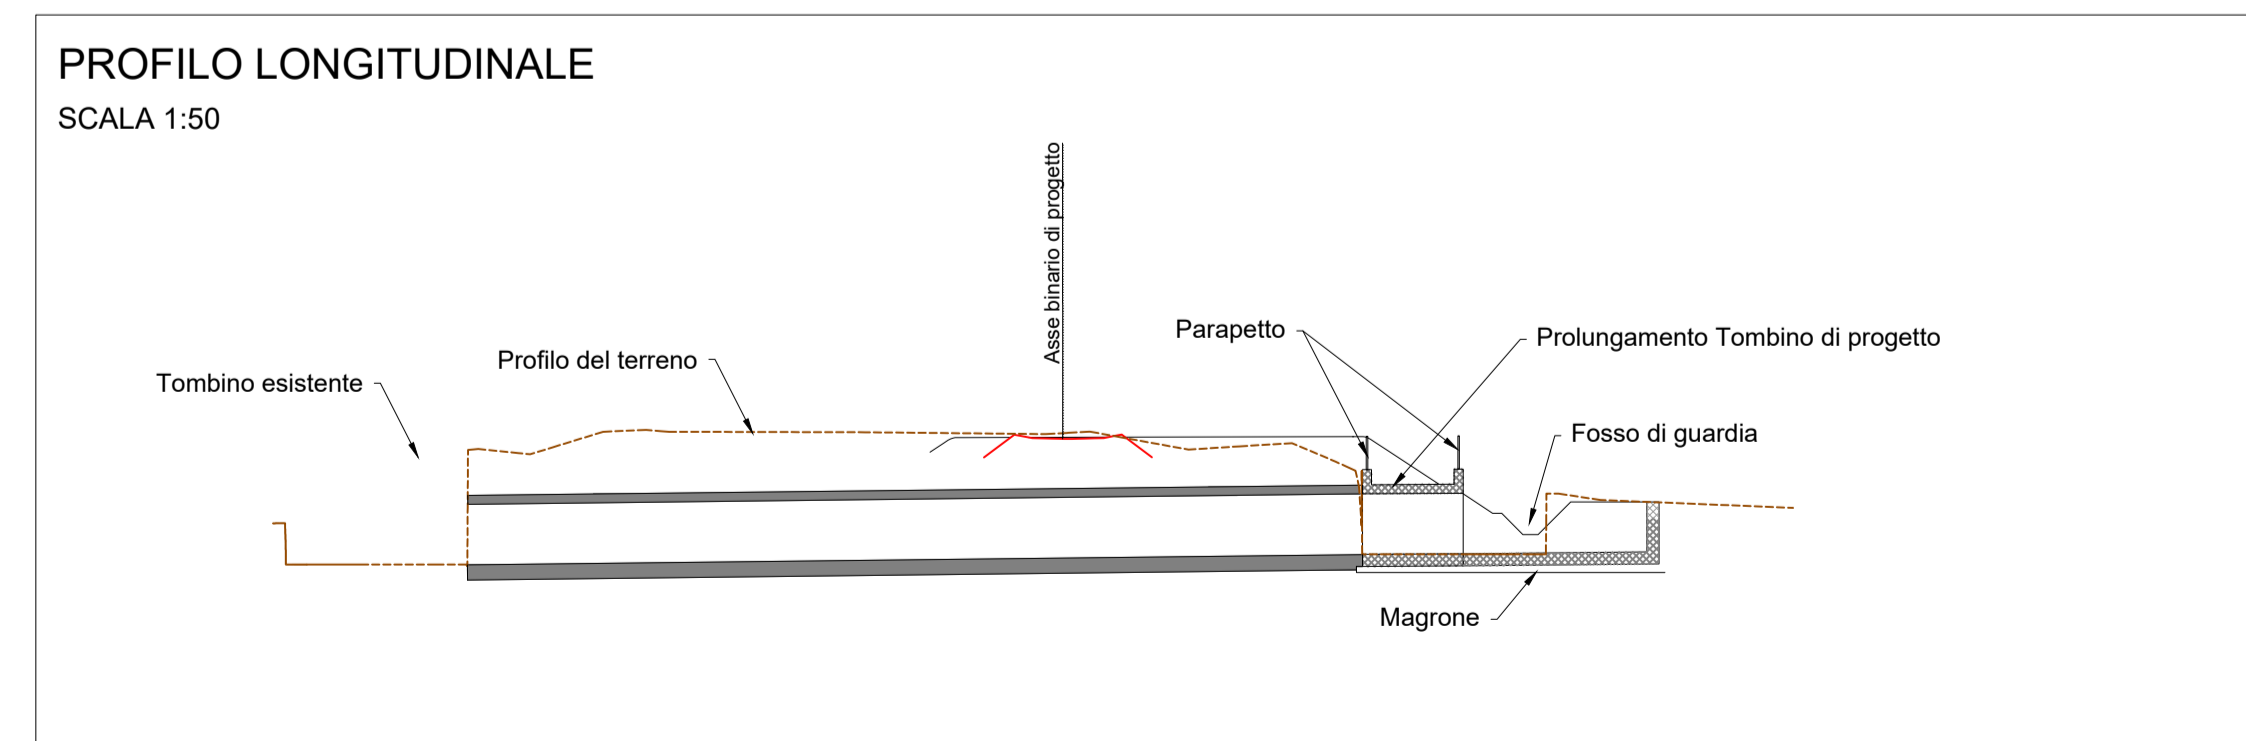 PROFILO LONGITUDINALE
SCALA 1:50
Asse binario di progetto
Parapetto
Prolungamento Tombino di progetto
Profilo del terreno
Tombino esistente
Fosso di guardia
Magrone